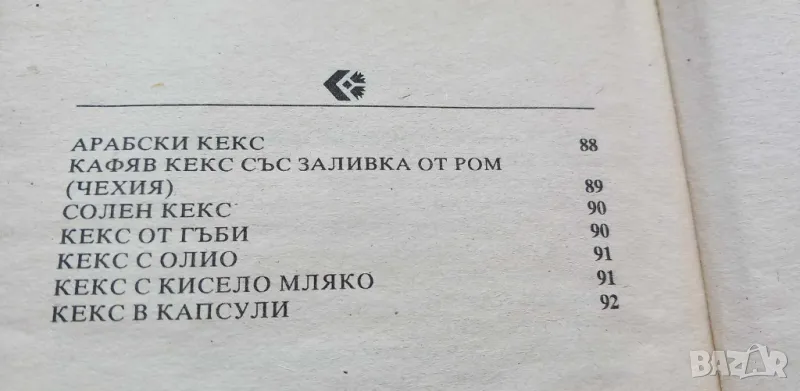 АРАБСКИ КЕКС 88
КАФЯВ КЕКС СЪС ЗАЛИВКА ОТ РОМ
(ЧЕХИЯ) 89
СОЛЕН КЕКС 90
КЕКС ОТ ГЪБИ 90
КЕКС С ОЛИО 91
КЕКС С КИСЕЛО МЛЯКО 91
КЕКС В КАПСУЛИ 92
BAZAR